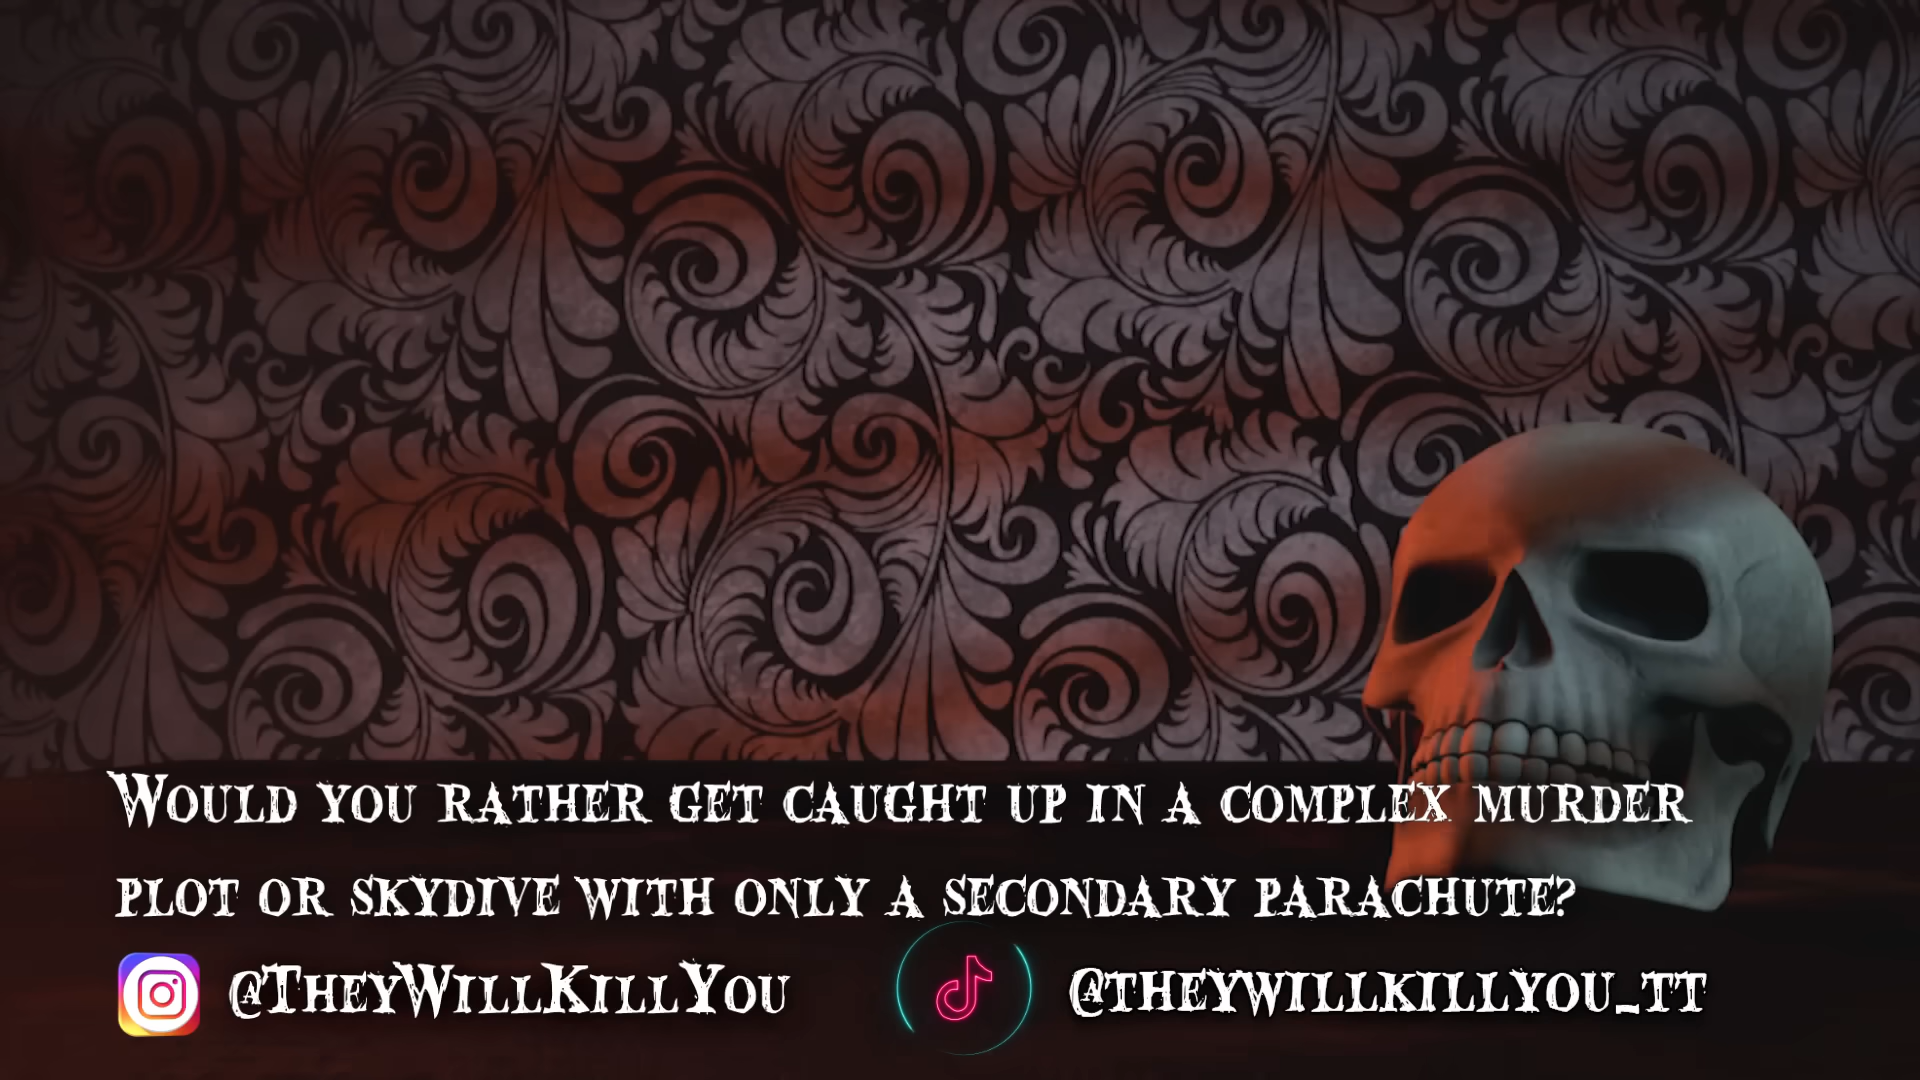 Would you rather get caught up in a complex murder
plot or skydive with only a secondary parachute?
@TheyWillKillYou @theywillkillyou_tt